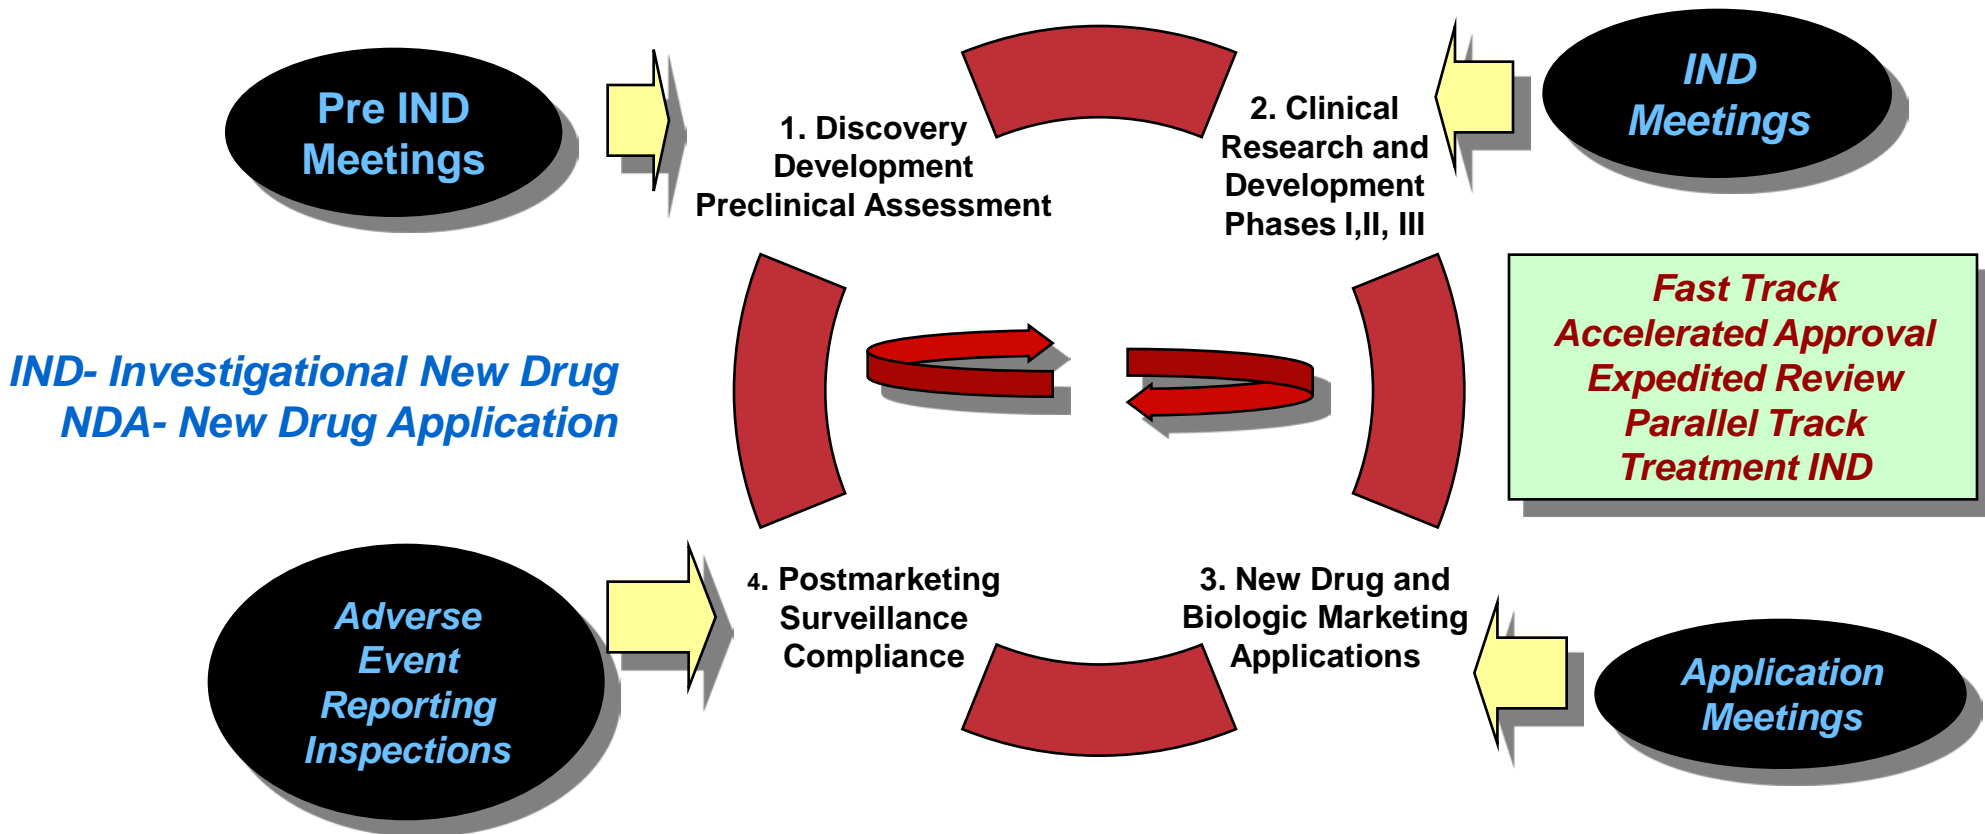 Pre IND
Meetings
1. Discovery
Development
Preclinical Assessment
2. Clinical
Research and
Development
Phases I,II, III
IND
Meetings
IND- Investigational New Drug
NDA- New Drug Application
Fast Track
Accelerated Approval
Expedited Review
Parallel Track
Treatment IND
Adverse
Event
Reporting
Inspections
4. Postmarketing
Surveillance
Compliance
3. New Drug and
Biologic Marketing
Applications
Application
Meetings